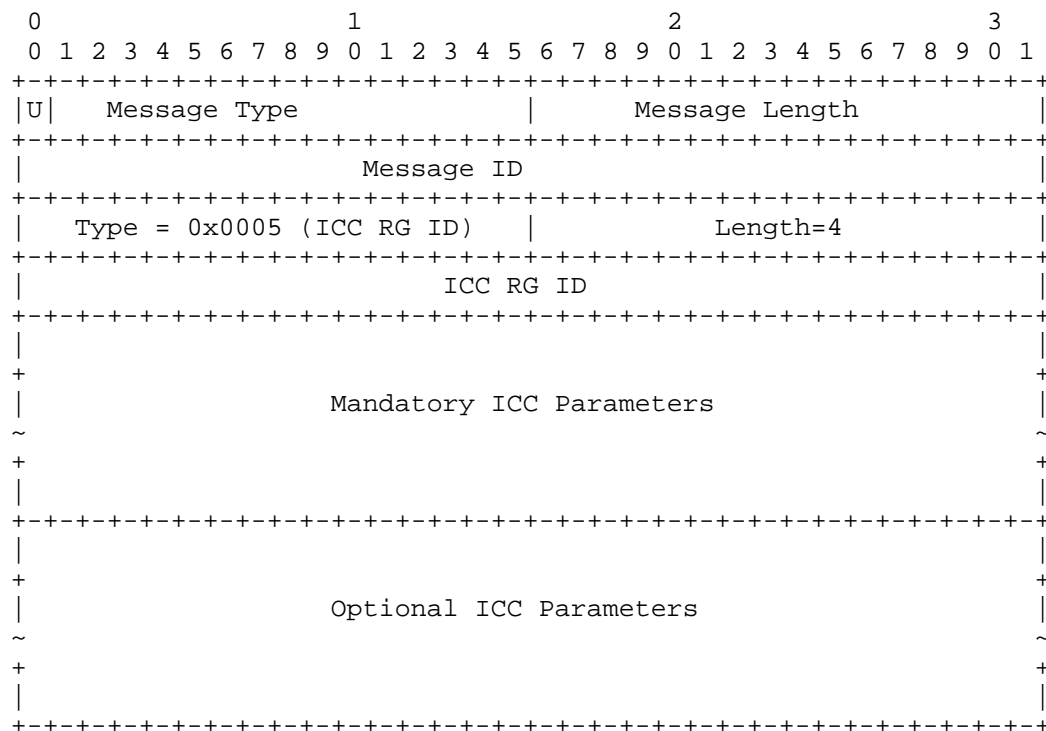 0                   1                   2                   3
 0 1 2 3 4 5 6 7 8 9 0 1 2 3 4 5 6 7 8 9 0 1 2 3 4 5 6 7 8 9 0 1
+-+-+-+-+-+-+-+-+-+-+-+-+-+-+-+-+-+-+-+-+-+-+-+-+-+-+-+-+-+-+-+-+
|U|   Message Type              |      Message Length           |
+-+-+-+-+-+-+-+-+-+-+-+-+-+-+-+-+-+-+-+-+-+-+-+-+-+-+-+-+-+-+-+-+
|                     Message ID                                |
+-+-+-+-+-+-+-+-+-+-+-+-+-+-+-+-+-+-+-+-+-+-+-+-+-+-+-+-+-+-+-+-+
|   Type = 0x0005 (ICC RG ID)   |           Length=4            |
+-+-+-+-+-+-+-+-+-+-+-+-+-+-+-+-+-+-+-+-+-+-+-+-+-+-+-+-+-+-+-+-+
|                          ICC RG ID                            |
+-+-+-+-+-+-+-+-+-+-+-+-+-+-+-+-+-+-+-+-+-+-+-+-+-+-+-+-+-+-+-+-+
|                                                               |
+                                                               +
|                   Mandatory ICC Parameters                    |
~                                                               ~
+                                                               +
|                                                               |
+-+-+-+-+-+-+-+-+-+-+-+-+-+-+-+-+-+-+-+-+-+-+-+-+-+-+-+-+-+-+-+-+
|                                                               |
+                                                               +
|                   Optional ICC Parameters                     |
~                                                               ~
+                                                               +
|                                                               |
+-+-+-+-+-+-+-+-+-+-+-+-+-+-+-+-+-+-+-+-+-+-+-+-+-+-+-+-+-+-+-+-+